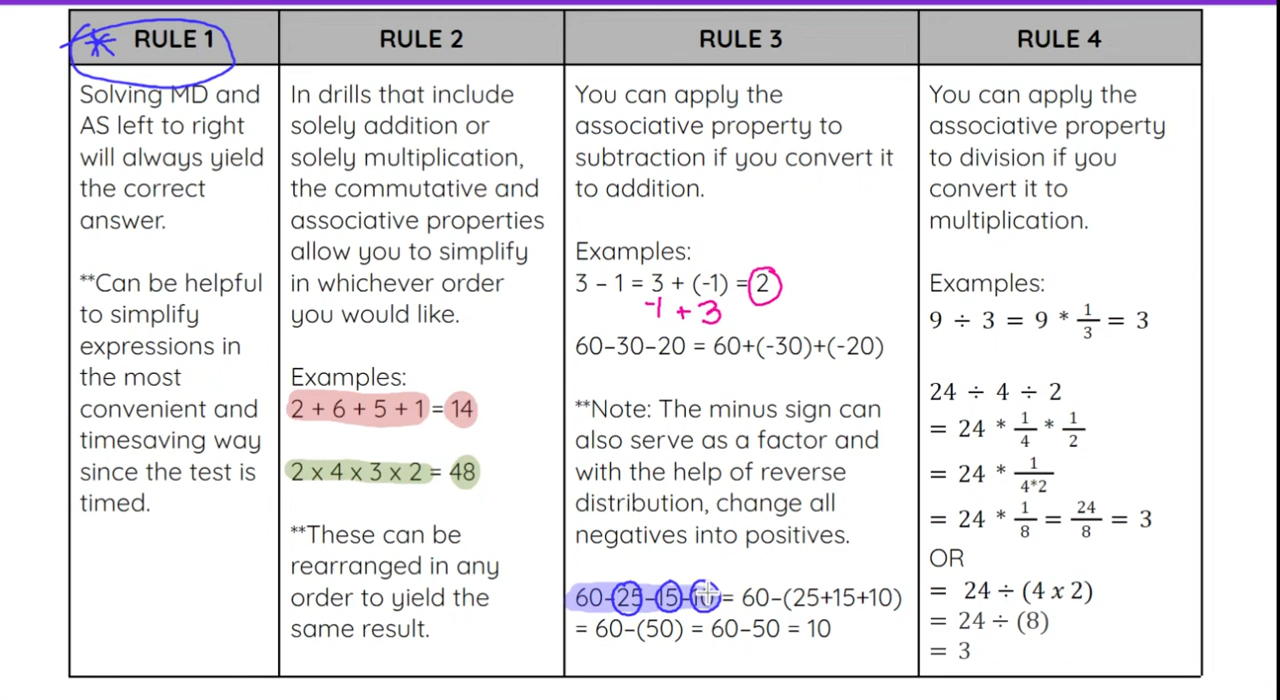 RULE 1
Solving MD and
AS left to right
will always yield
the correct
answer.
**Can be helpful
to simplify
expressions in
the most
convenient and
timesaving way
since the test is
timed.
RULE 2
In drills that include
solely addition or
solely multiplication,
the commutative and
associative properties
allow you to simplify
in whichever order
you would like.
Examples:
2 + 6 + 5 + 1 = 14
2 x 4 x 3 x 2 = 48
**These can be
rearranged in any
order to yield the
same result.
RULE 3
You can apply the
associative property to
subtraction if you convert it
to addition.
Examples:
3 – 1 = 3 + (-1) = 2
-1 + 3
60–30–20 = 60+(-30)+(-20)
**Note: The minus sign can
also serve as a factor and
with the help of reverse
distribution, change all
negatives into positives.
60–25–15–10 = 60–(25+15+10)
= 60–(50) = 60–50 = 10
RULE 4
You can apply the
associative property
to division if you
convert it to
multiplication.
Examples:
9 ÷ 3 = 9 * 1/3 = 3
24 ÷ 4 ÷ 2
= 24 * 1/4 * 1/2
= 24 * 1/4*2
= 24 * 1/8 = 24/8 = 3
OR
= 24 ÷ (4 x 2)
= 24 ÷ (8)
= 3